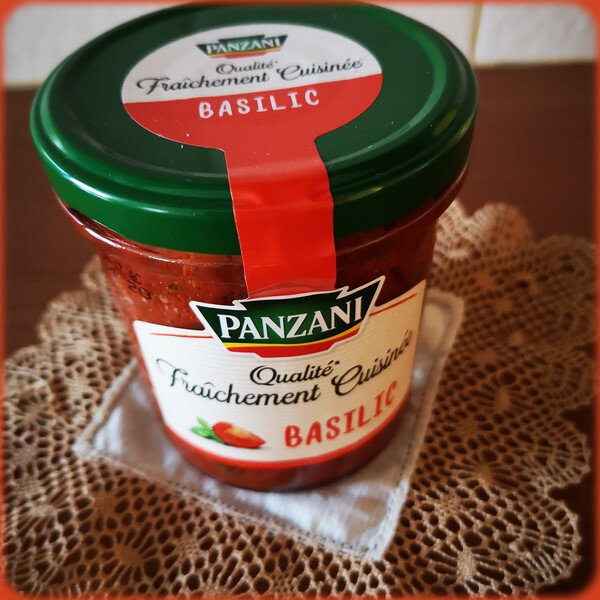 PANZANI
Qualité*
Fraîchement Cuisinée
BASILIC
PANZANI
Qualité*
Fraîchement Cuisinée
BASILIC